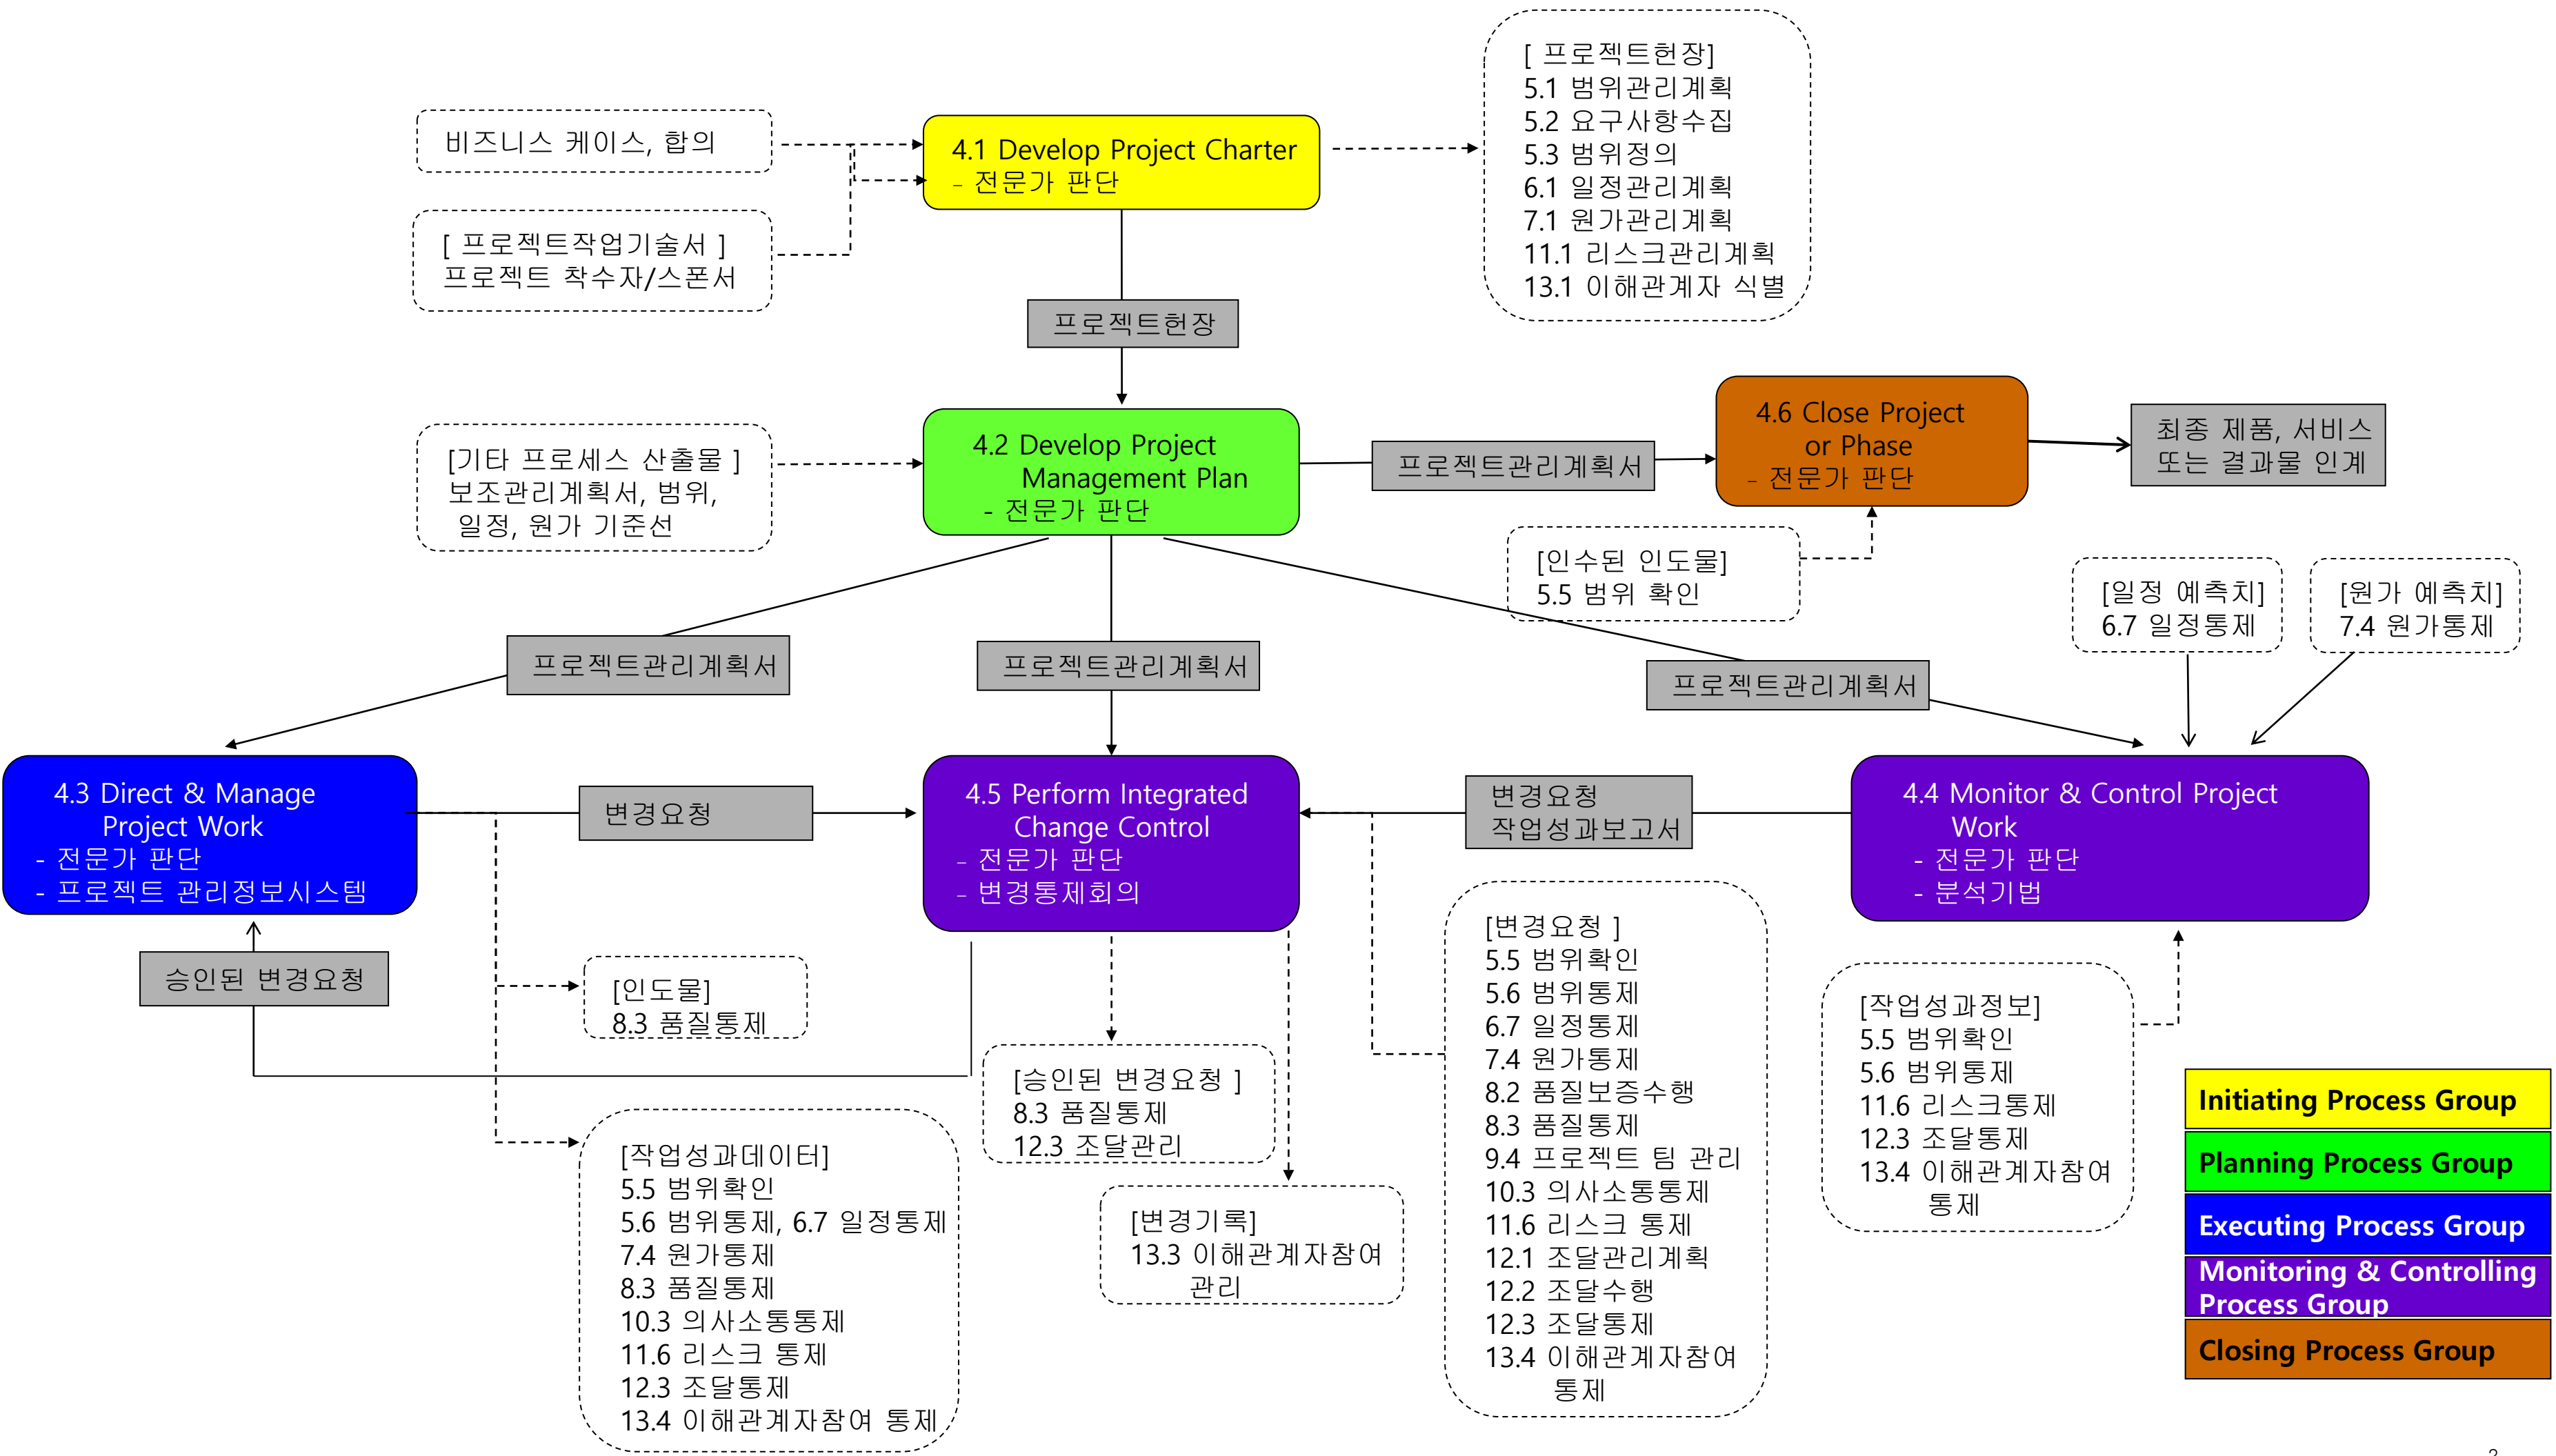 [ 프로젝트헌장]
5.1 범위관리계획
5.2 요구사항수집
5.3 범위정의
6.1 일정관리계획
7.1 원가관리계획
11.1 리스크관리계획
13.1 이해관계자 식별
비즈니스 케이스, 합의
4.1 Develop Project Charter
- 전문가 판단
[ 프로젝트작업기술서 ]
프로젝트 착수자/스폰서
프로젝트헌장
[기타 프로세스 산출물 ]
보조관리계획서, 범위,
일정, 원가 기준선
4.2 Develop Project
Management Plan
- 전문가 판단
프로젝트관리계획서
4.6 Close Project
or Phase
- 전문가 판단
최종 제품, 서비스
또는 결과물 인계
[인수된 인도물]
5.5 범위 확인
[일정 예측치]
6.7 일정통제
[원가 예측치]
7.4 원가통제
프로젝트관리계획서
프로젝트관리계획서
프로젝트관리계획서
4.3 Direct & Manage
Project Work
- 전문가 판단
- 프로젝트 관리정보시스템
변경요청
4.5 Perform Integrated
Change Control
- 전문가 판단
- 변경통제회의
변경요청
작업성과보고서
4.4 Monitor & Control Project
Work
- 전문가 판단
- 분석기법
승인된 변경요청
[인도물]
8.3 품질통제
[승인된 변경요청 ]
8.3 품질통제
12.3 조달관리
[변경기록]
13.3 이해관계자참여
관리
[작업성과데이터]
5.5 범위확인
5.6 범위통제, 6.7 일정통제
7.4 원가통제
8.3 품질통제
10.3 의사소통통제
11.6 리스크 통제
12.3 조달통제
13.4 이해관계자참여 통제
[변경요청 ]
5.5 범위확인
5.6 범위통제
6.7 일정통제
7.4 원가통제
8.2 품질보증수행
8.3 품질통제
9.4 프로젝트 팀 관리
10.3 의사소통통제
11.6 리스크 통제
12.1 조달관리계획
12.2 조달수행
12.3 조달통제
13.4 이해관계자참여
통제
[작업성과정보]
5.5 범위확인
5.6 범위통제
11.6 리스크통제
12.3 조달통제
13.4 이해관계자참여
통제
Initiating Process Group
Planning Process Group
Executing Process Group
Monitoring & Controlling
Process Group
Closing Process Group